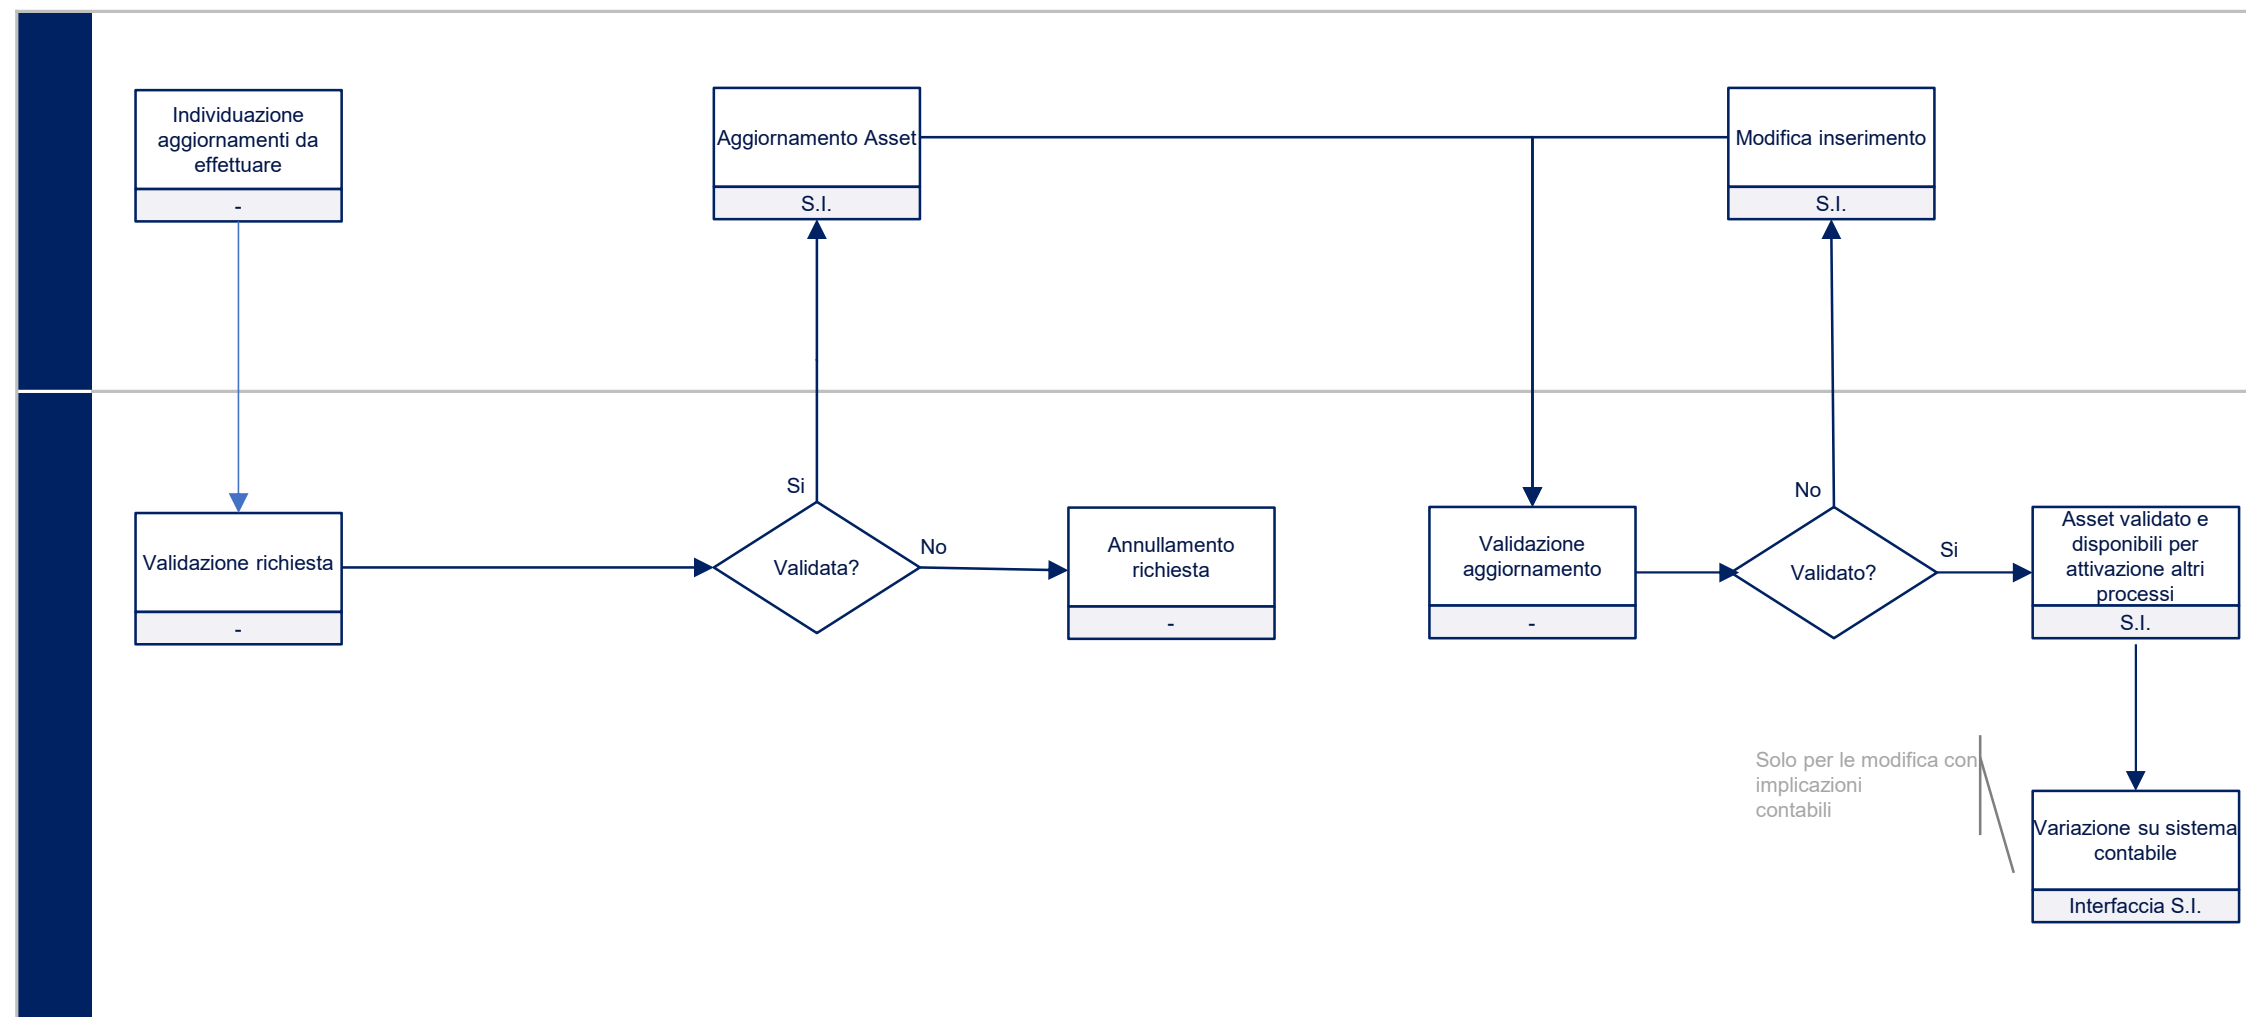 Individuazione
aggiornamenti da
effettuare
-
Aggiornamento Asset
S.I.
Modifica inserimento
S.I.
Validazione richiesta
-
Si
Validata?
No
Annullamento
richiesta
-
Validazione
aggiornamento
-
No
Validato?
Si
Asset validato e
disponibili per
attivazione altri
processi
S.I.
Solo per le modifica con
implicazioni
contabili
Variazione su sistema
contabile
Interfaccia S.I.